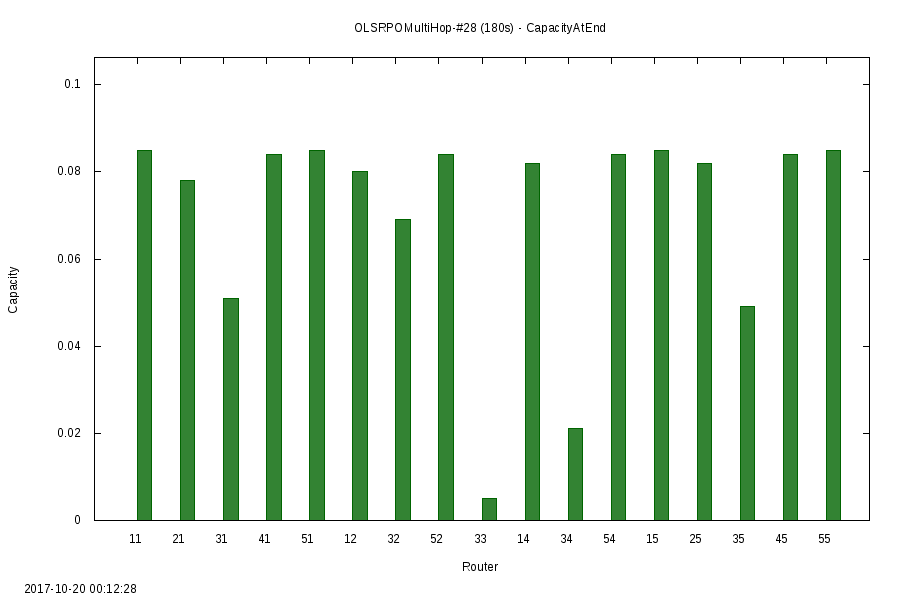 OLSRPOMultiHop-#28 (180s) - CapacityAtEnd
0.1
0.08
0.06
0.04
0.02
0
Capacity
11 21 31 41 51 12 32 52 33 14 34 54 15 25 35 45 55
Router
2017-10-20 00:12:28